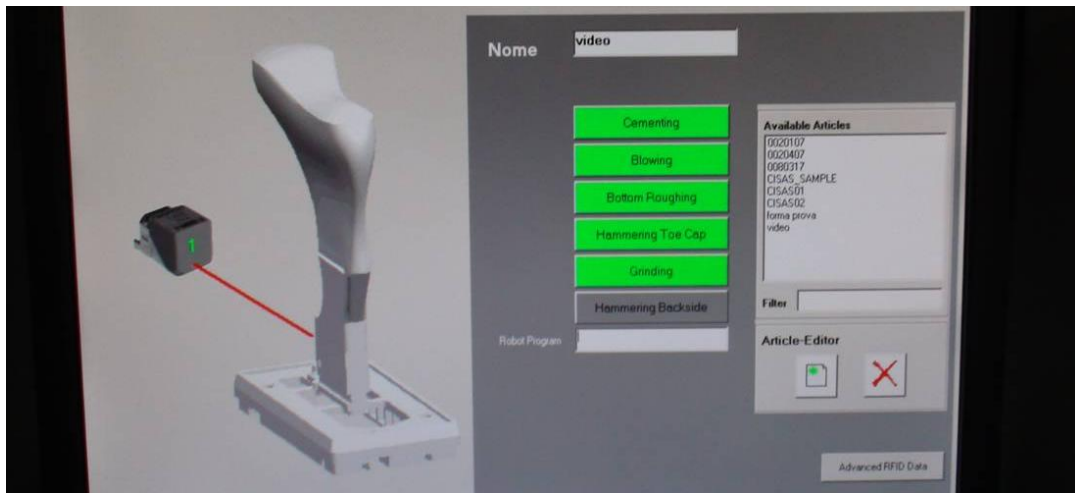 Nome
video
Cementing
Blowing
Bottom Roughing
Hammering Toe Cap
Grinding
Hammering Backside
Robot Program
Available Articles
0020107
0020407
0080317
CISAS_SAMPLE
CISAS01
CISAS02
forma prova
video
Filter
Article-Editor
Advanced RFID Data
1